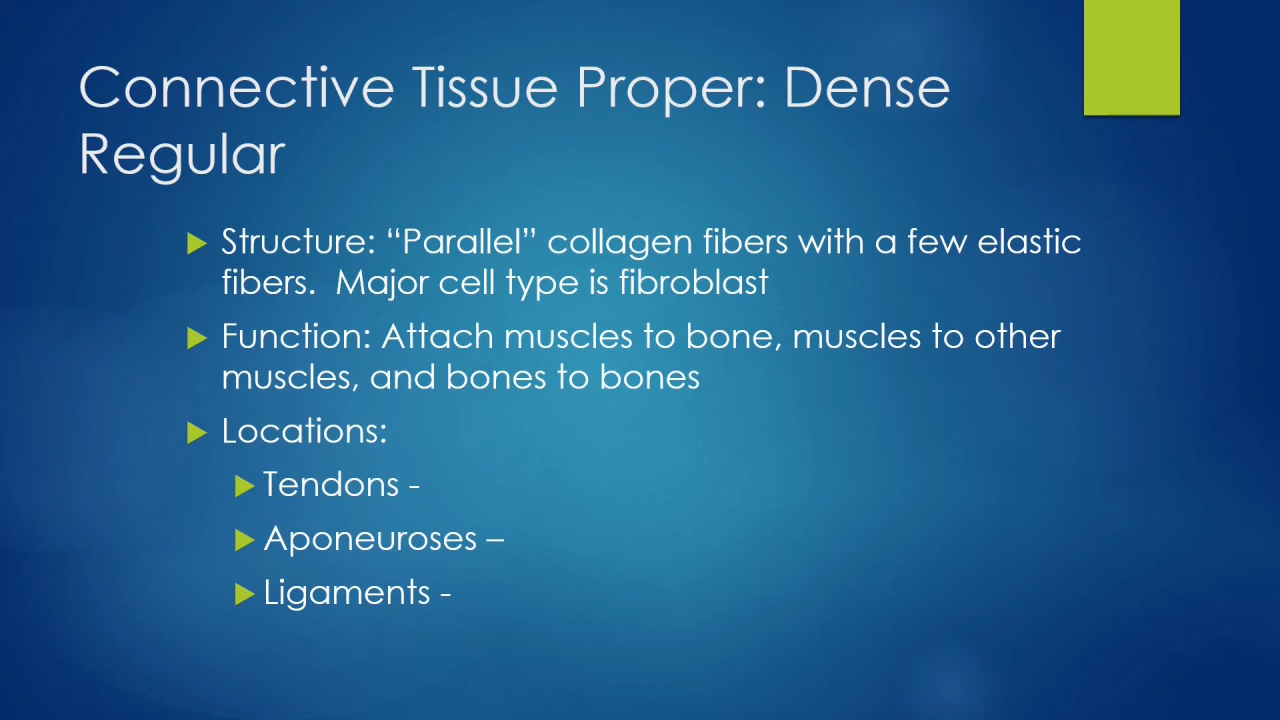 Connective Tissue Proper: Dense
Regular
Structure: “Parallel” collagen fibers with a few elastic
fibers.  Major cell type is fibroblast
Function: Attach muscles to bone, muscles to other
muscles, and bones to bones
Locations:
Tendons -
Aponeuroses –
Ligaments -